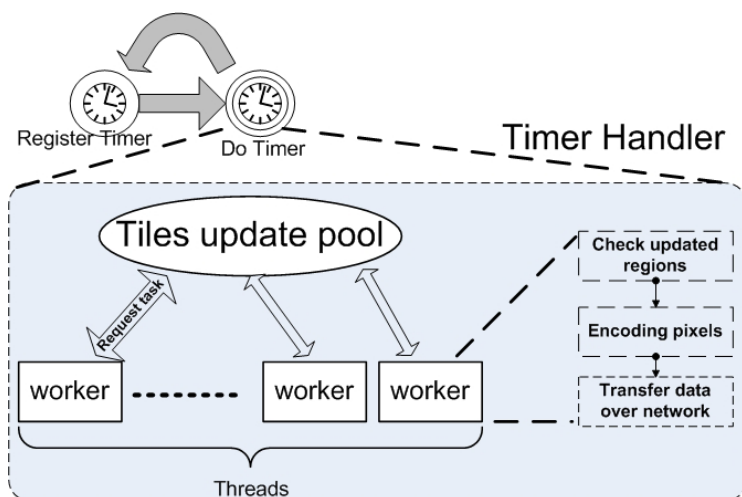 Register Timer
Do Timer
Timer Handler
Tiles update pool
Request task
worker
worker
worker
Threads
Check updated
regions
Encoding pixels
Transfer data
over network